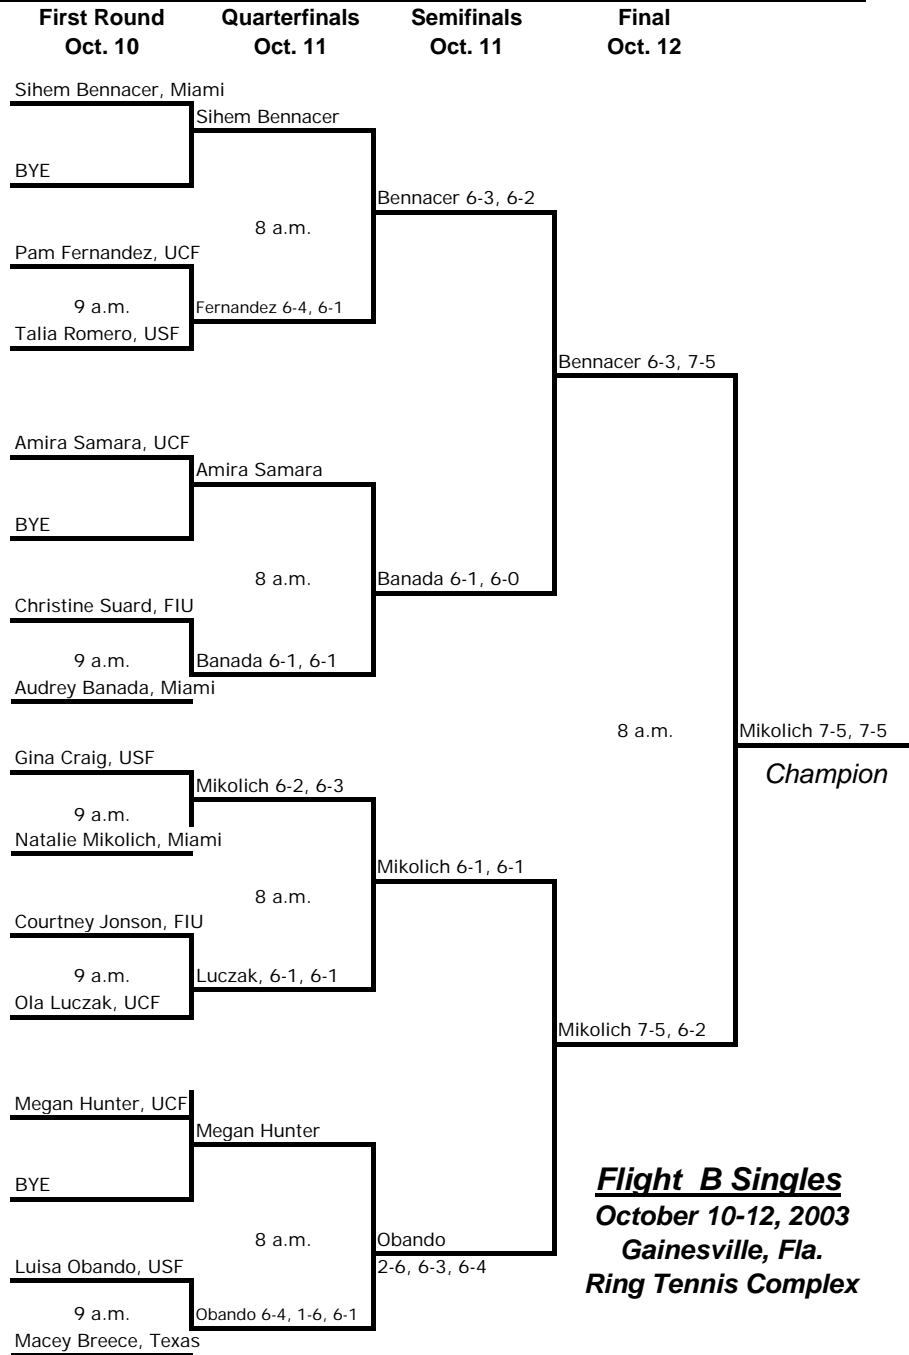 First Round Quarterfinals Semifinals Final
Oct. 10 Oct. 11 Oct. 11 Oct. 12
Sihem Bennacer, Miami
Sihem Bennacer
BYE
Bennacer 6-3, 6-2
8 a.m.
Pam Fernandez, UCF
9 a.m.
Fernandez 6-4, 6-1
Talia Romero, USF
Bennacer 6-3, 7-5
Amira Samara, UCF
Amira Samara
BYE
8 a.m.
Banada 6-1, 6-0
Christine Suard, FIU
9 a.m.
Banada 6-1, 6-1
Audrey Banada, Miami
8 a.m.
Mikolich 7-5, 7-5
Gina Craig, USF
Champion
Mikolich 6-2, 6-3
9 a.m.
Natalie Mikolich, Miami
Mikolich 6-1, 6-1
8 a.m.
Courtney Jonson, FIU
9 a.m.
Luczak, 6-1, 6-1
Ola Luczak, UCF
Mikolich 7-5, 6-2
Megan Hunter, UCF
Megan Hunter
BYE
Flight B Singles
October 10-12, 2003
8 a.m.
Obando
Gainesville, Fla.
Luisa Obando, USF
2-6, 6-3, 6-4
Ring Tennis Complex
9 a.m.
Obando 6-4, 1-6, 6-1
Macey Breece, Texas